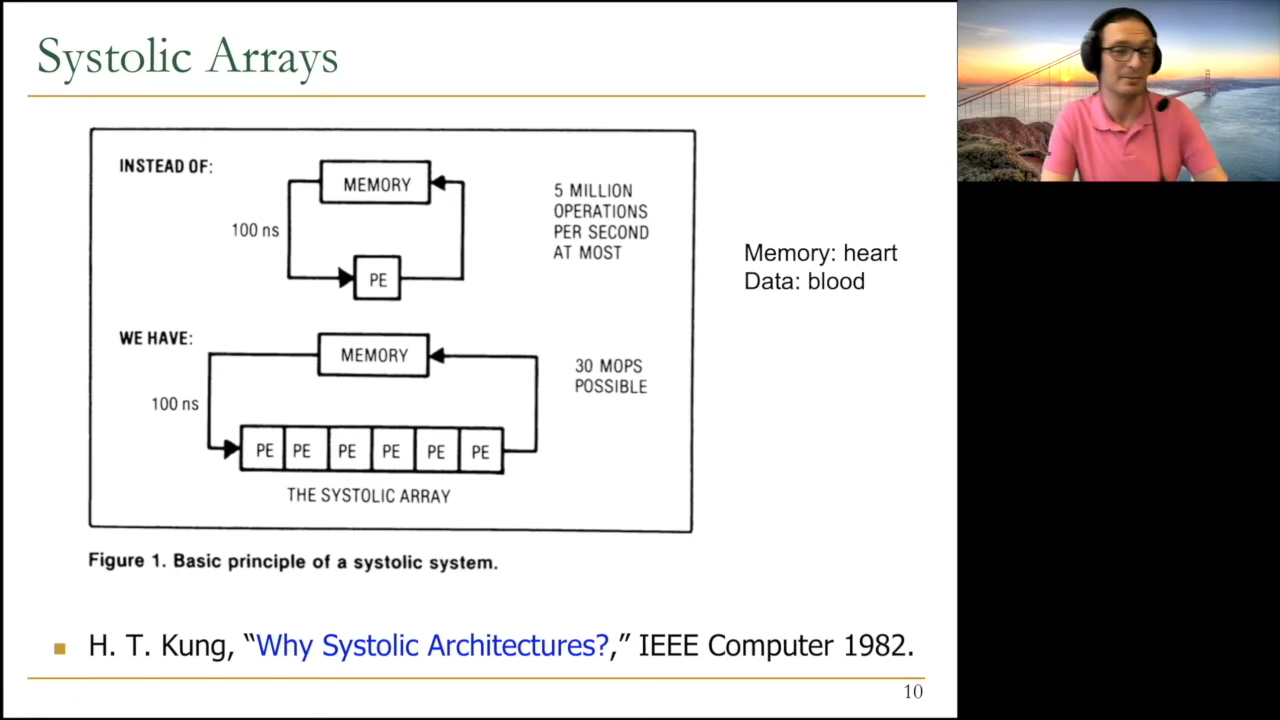 Systolic Arrays
INSTEAD OF:
MEMORY
100 ns
PE
5 MILLION
OPERATIONS
PER SECOND
AT MOST
Memory: heart
Data: blood
WE HAVE:
MEMORY
100 ns
30 MOPS
POSSIBLE
PE PE PE PE PE PE
THE SYSTOLIC ARRAY
Figure 1. Basic principle of a systolic system.
H. T. Kung, “Why Systolic Architectures?,” IEEE Computer 1982.
10